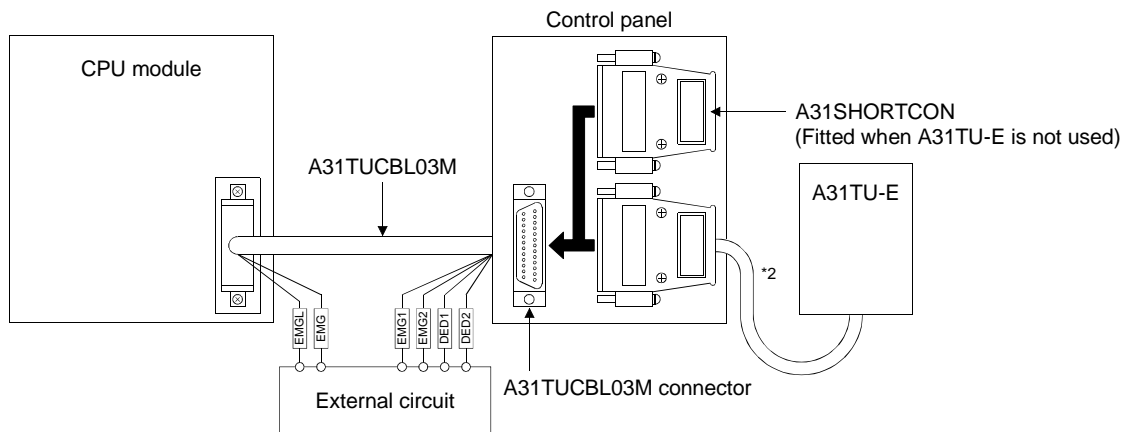 Control panel
CPU module
A31SHORTCON
(Fitted when A31TU-E is not used)
A31TUCBL03M
A31TU-E
*2
EMGL
EMG
EMG1
EMG2
DED1
DED2
A31TUCBL03M connector
External circuit